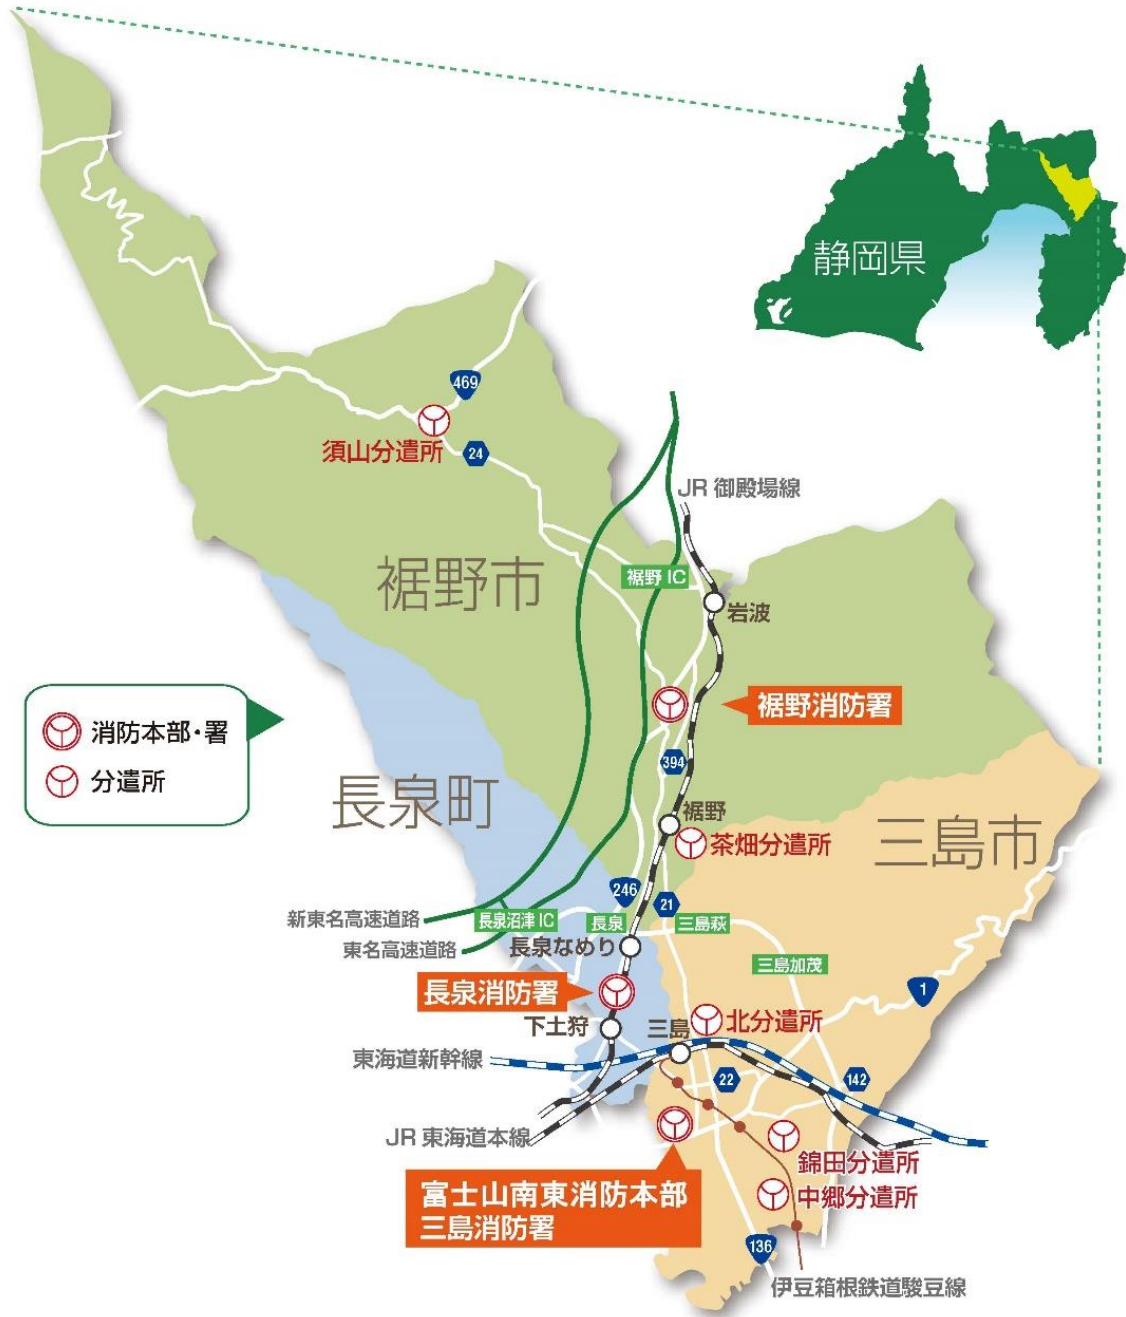 静岡県
469
須山分遣所
24
JR 御殿場線
裾野市
裾野 IC
岩波
消防本部・署
分遣所
裾野消防署
394
長泉町
裾野
茶畑分遣所
三島市
246
21
新東名高速道路
長泉沼津 IC
長泉
三島萩
東名高速道路
長泉なめり
三島加茂
長泉消防署
1
下土狩
三島
北分遣所
東海道新幹線
22
142
JR 東海道本線
錦田分遣所
富士山南東消防本部
三島消防署
中郷分遣所
136
伊豆箱根鉄道駿豆線